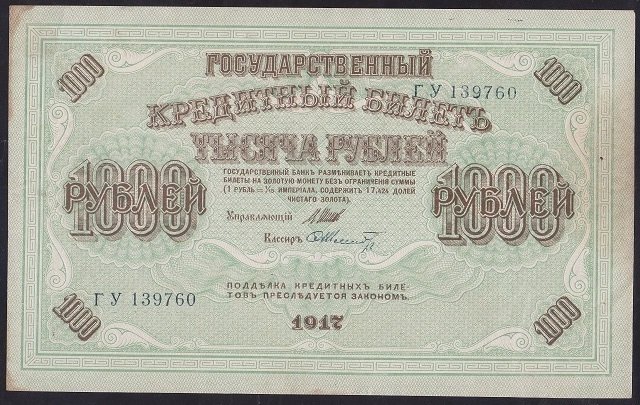 1000 1000
ГОСУДАРСТВЕННЫЙ
ГУ 139760
КРЕДИТНЫЙ БИЛЕТЪ
ТЫСЯЧА РУБЛЕЙ
1000 РУБЛЕЙ
1000 РУБЛЕЙ
ГОСУДАРСТВЕННЫЙ БАНКЪ РАЗМѢНИВАЕТЪ КРЕДИТНЫЕ
БИЛЕТЫ НА ЗОЛОТУЮ МОНЕТУ БЕЗЪ ОГРАНИЧЕНІЯ СУММЫ
(1 РУБЛЬ = 1/15 ИМПЕРІАЛА, СОДЕРЖИТЪ 17,424 ДОЛЕЙ
ЧИСТАГО ЗОЛОТА).
Управляющій
Кассиръ
ГУ 139760
ПОДДѢЛКА КРЕДИТНЫХЪ БИЛЕ-
ТОВЪ ПРЕСЛѢДУЕТСЯ ЗАКОНОМЪ.
1000 1917 1000